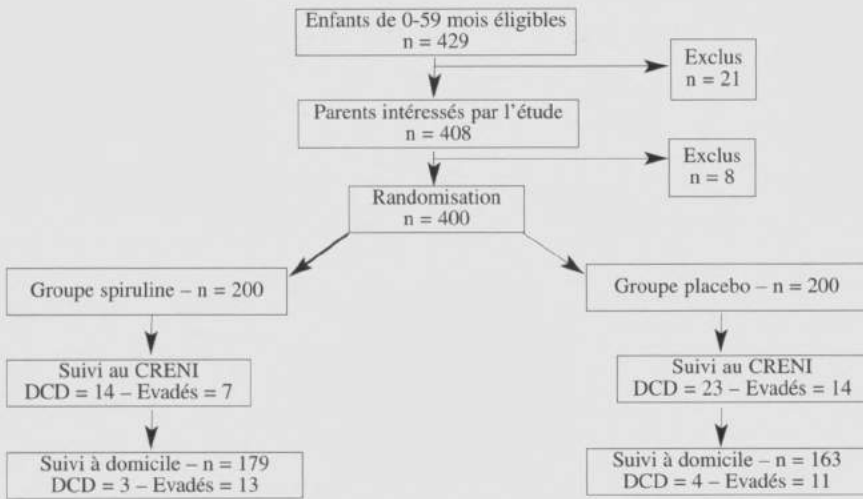 Enfants de 0-59 mois éligibles
n = 429
Exclus
n = 21
Parents intéressés par l'étude
n = 408
Exclus
n = 8
Randomisation
n = 400
Groupe spiruline – n = 200
Groupe placebo – n = 200
Suivi au CRENI
DCD = 14 – Evadés = 7
Suivi au CRENI
DCD = 23 – Evadés = 14
Suivi à domicile – n = 179
DCD = 3 – Evadés = 13
Suivi à domicile – n = 163
DCD = 4 – Evadés = 11